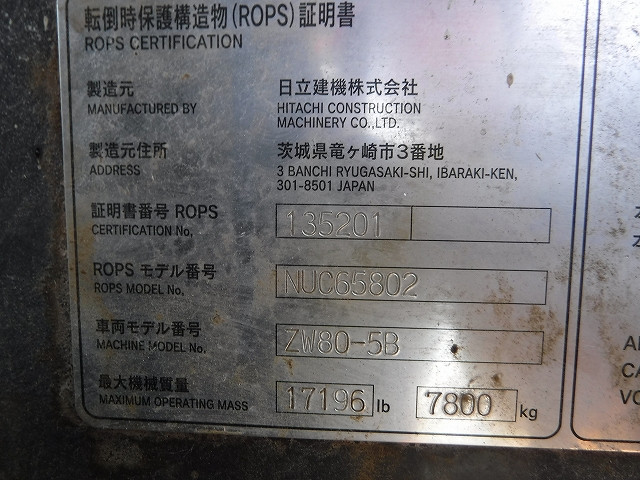 転倒時保護構造物(ROPS)証明書
ROPS CERTIFICATION
製造元
日立建機株式会社
MANUFACTURED BY
HITACHI CONSTRUCTION
MACHINERY CO.,LTD.
製造元住所
茨城県竜ヶ崎市3番地
ADDRESS
3 BANCHI RYUGASAKI-SHI, IBARAKI-KEN,
301-8501 JAPAN
証明書番号 ROPS
CERTIFICATION No.
135201
ROPS モデル番号
ROPS MODEL No.
NUC65802
車両モデル番号
MACHINE MODEL No.
ZW80-5B
最大機械質量
MAXIMUM OPERATING MASS
17196 lb 7800 kg